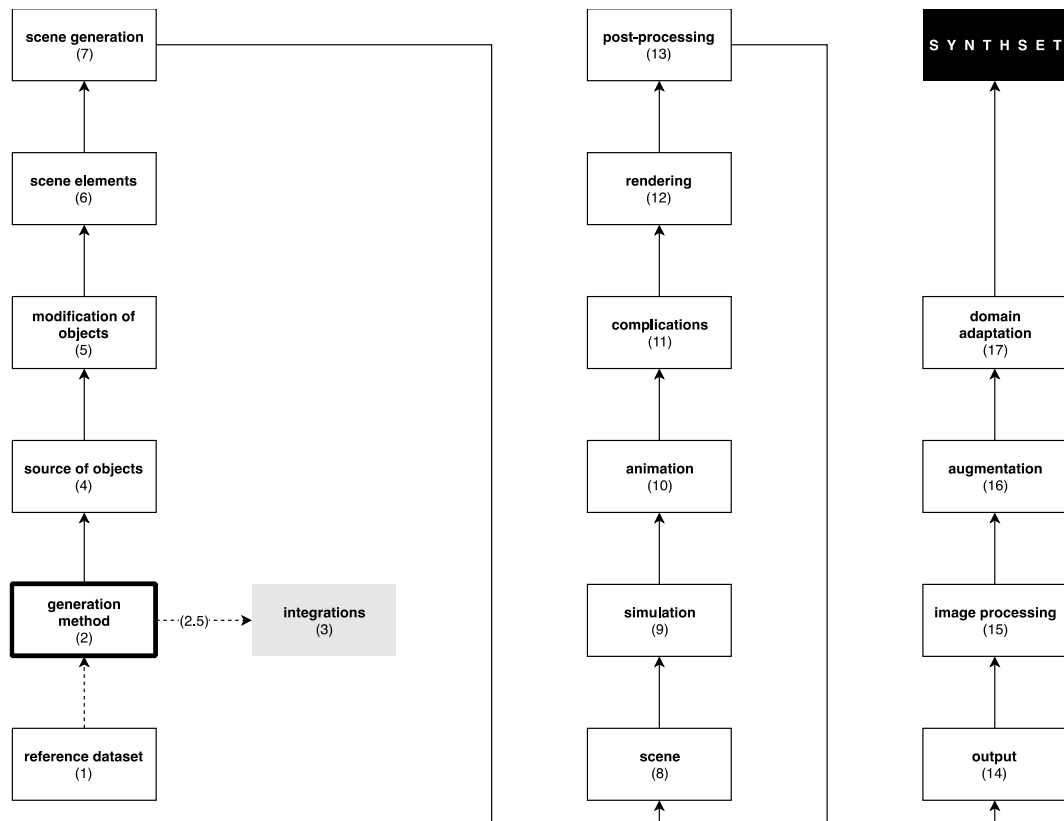 scene generation
(7)
scene elements
(6)
modification of
objects
(5)
source of objects
(4)
generation
method
(2)
(2.5)
integrations
(3)
reference dataset
(1)
post-processing
(13)
rendering
(12)
complications
(11)
animation
(10)
simulation
(9)
scene
(8)
SYNTHSET
domain
adaptation
(17)
augmentation
(16)
image processing
(15)
output
(14)